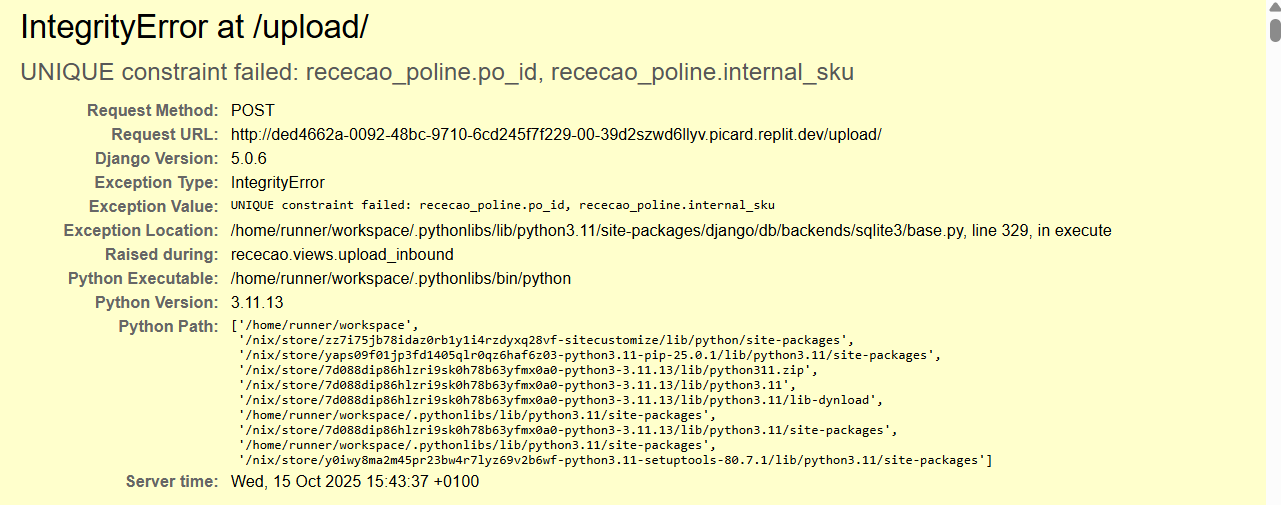 IntegrityError at /upload/
UNIQUE constraint failed: rececao_poline.po_id, rececao_poline.internal_sku
Request Method: POST
Request URL: http://ded4662a-0092-48bc-9710-6cd245f7f229-00-39d2szwd6llyv.picard.replit.dev/upload/
Django Version: 5.0.6
Exception Type: IntegrityError
Exception Value: UNIQUE constraint failed: rececao_poline.po_id, rececao_poline.internal_sku
Exception Location: /home/runner/workspace/.pythonlibs/lib/python3.11/site-packages/django/db/backends/sqlite3/base.py, line 329, in execute
Raised during: rececao.views.upload_inbound
Python Executable: /home/runner/workspace/.pythonlibs/bin/python
Python Version: 3.11.13
Python Path: ['/home/runner/workspace',
'/nix/store/zz7i75jb78idaz0rb1y1i4rzdyxq28vf-sitecustomize/lib/python/site-packages',
'/nix/store/yaps09f01jp3fd1405qlr0qz6haf6z03-python3.11-pip-25.0.1/lib/python3.11/site-packages',
'/nix/store/7d088dip86hlzri9sk0h78b63yfmx0a0-python3-3.11.13/lib/python311.zip',
'/nix/store/7d088dip86hlzri9sk0h78b63yfmx0a0-python3-3.11.13/lib/python3.11',
'/nix/store/7d088dip86hlzri9sk0h78b63yfmx0a0-python3-3.11.13/lib/python3.11/lib-dynload',
'/home/runner/workspace/.pythonlibs/lib/python3.11/site-packages',
'/nix/store/7d088dip86hlzri9sk0h78b63yfmx0a0-python3-3.11.13/lib/python3.11/site-packages',
'/home/runner/workspace/.pythonlibs/lib/python3.11/site-packages',
'/nix/store/y0iwy8ma2m45pr23bw4r7lyz69v2b6wf-python3.11-setuptools-80.7.1/lib/python3.11/site-packages']
Server time: Wed, 15 Oct 2025 15:43:37 +0100